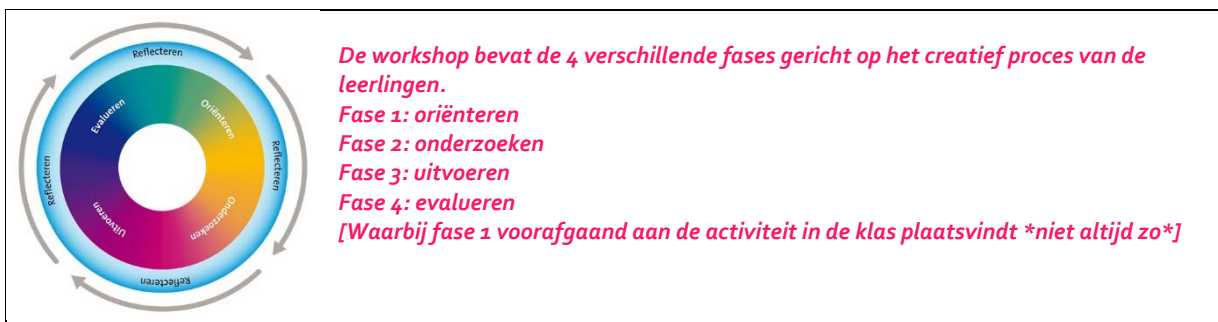 Reflecteren
Evalueren
Oriënteren
Reflecteren
Reflecteren
Uitvoeren
Onderzoeken
Reflecteren
De workshop bevat de 4 verschillende fases gericht op het creatief proces van de
leerlingen.
Fase 1: oriënteren
Fase 2: onderzoeken
Fase 3: uitvoeren
Fase 4: evalueren
[Waarbij fase 1 voorafgaand aan de activiteit in de klas plaatsvindt *niet altijd zo*]